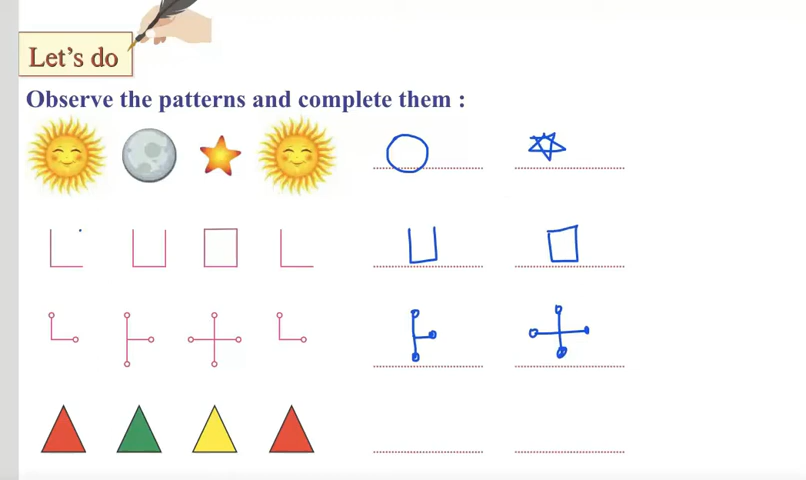 Let's do
Observe the patterns and complete them :